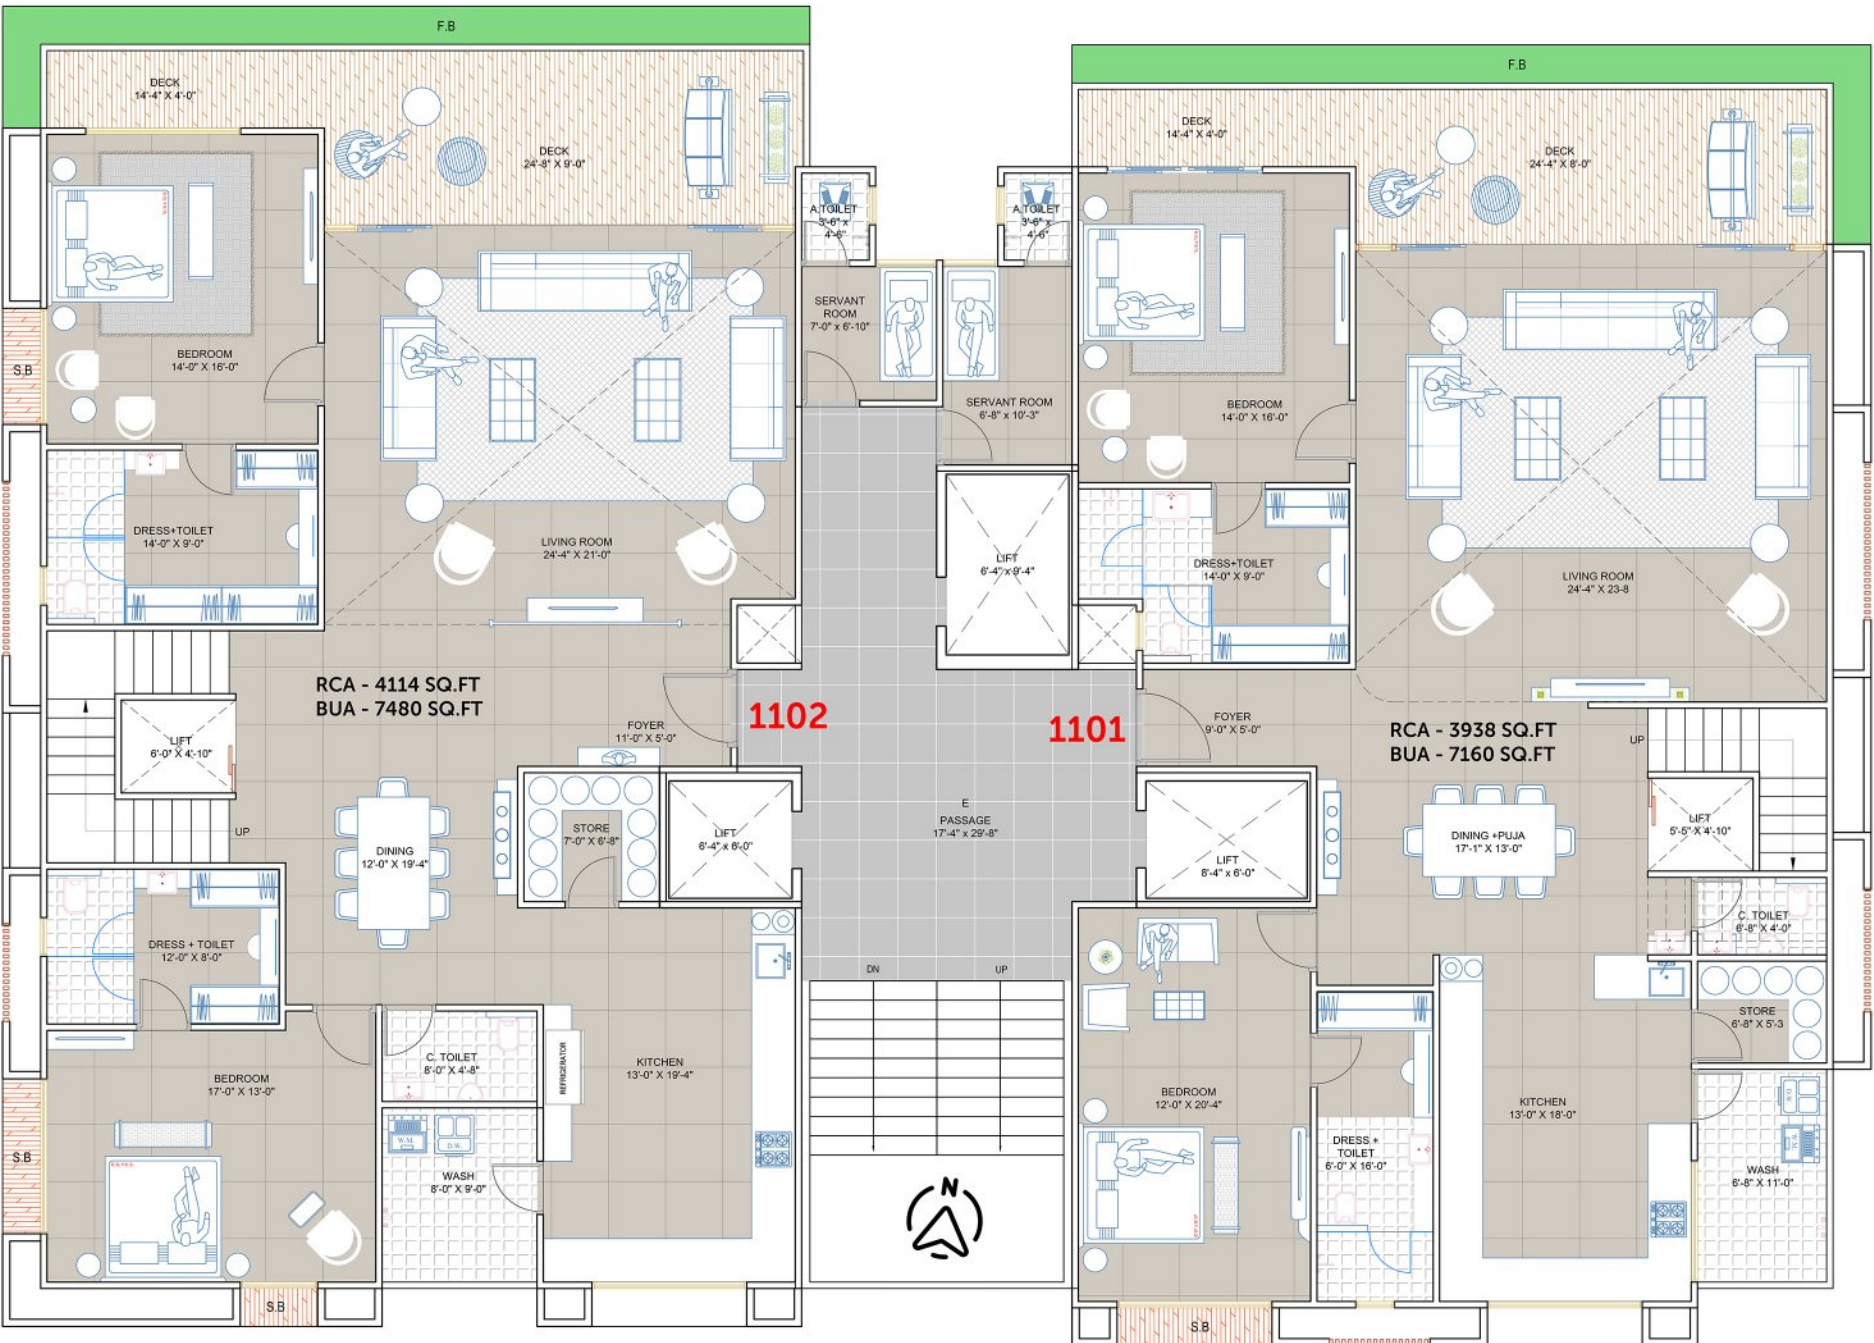 F.B
DECK
14'-4" X 4'-0"
DECK
24'-8" X 9'-0"
BEDROOM
14'-0" X 16'-0"
S.B
A.TOILET
3'-6" x
4'-6"
SERVANT
ROOM
7'-0" x 6'-10"
DRESS+TOILET
14'-0" X 9'-0"
LIVING ROOM
24'-4" X 21'-0"
RCA - 4114 SQ.FT
BUA - 7480 SQ.FT
LIFT
6'-0" X 4'-10"
UP
FOYER
11'-0" X 5'-0"
1102
DINING
12'-0" X 19'-4"
STORE
7'-0" X 6'-8"
LIFT
6'-4" x 6'-0"
DRESS + TOILET
12'-0" X 8'-0"
BEDROOM
17'-0" X 13'-0"
S.B
S.B
C. TOILET
8'-0" X 4'-8"
REFRIGERATOR
KITCHEN
13'-0" X 19'-4"
W.M.
D.W.
WASH
8'-0" X 9'-0"
E
PASSAGE
17'-4" x 29'-8"
DN
UP
N
F.B
DECK
14'-4" X 4'-0"
DECK
24'-4" X 8'-0"
A.TOILET
3'-6" x
4'-6"
SERVANT ROOM
6'-8" x 10'-3"
BEDROOM
14'-0" X 16'-0"
LIFT
6'-4" x 9'-4"
DRESS+TOILET
14'-0" X 9'-0"
LIVING ROOM
24'-4" X 23-8
1101
FOYER
9'-0" X 5'-0"
RCA - 3938 SQ.FT
BUA - 7160 SQ.FT
UP
LIFT
5'-5" X 4'-10"
DINING +PUJA
17'-1" X 13'-0"
LIFT
8'-4" x 6'-0"
C. TOILET
6'-8" X 4'-0"
STORE
6'-8" X 5'-3
BEDROOM
12'-0" X 20'-4"
DRESS +
TOILET
6'-0" X 16'-0"
KITCHEN
13'-0" X 18'-0"
D.W.
W.M.
WASH
6'-8" X 11'-0"
S.B